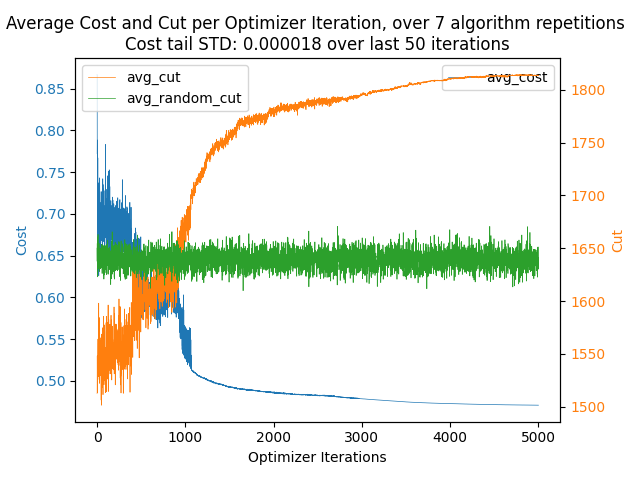 Average Cost and Cut per Optimizer Iteration, over 7 algorithm repetitions
Cost tail STD: 0.000018 over last 50 iterations
avg_cut
avg_random_cut
avg_cost
0.85
0.80
0.75
0.70
0.65
0.60
0.55
0.50
Cost
1800
1750
1700
1650
1600
1550
1500
Cut
0 1000 2000 3000 4000 5000
Optimizer Iterations